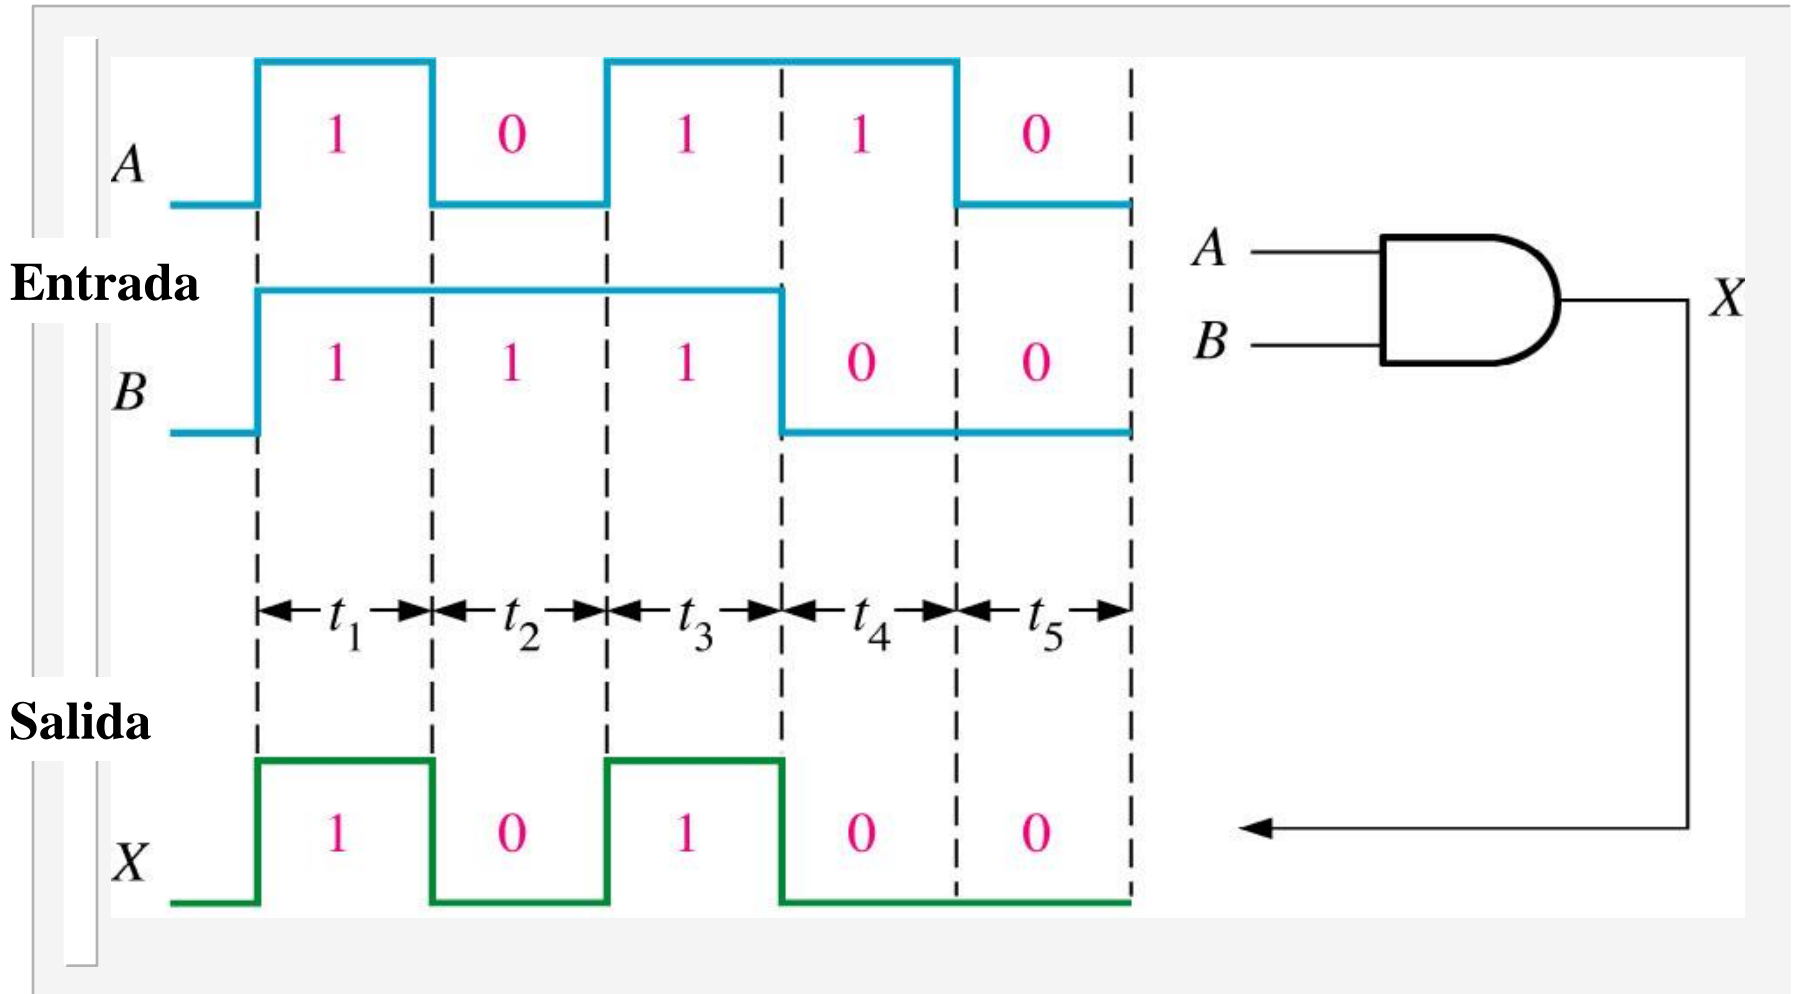 1 0 1 1 0
A
A
Entrada
X
B
1 1 1 0 0
B
t1 t2 t3 t4 t5
Salida
1 0 1 0 0
X